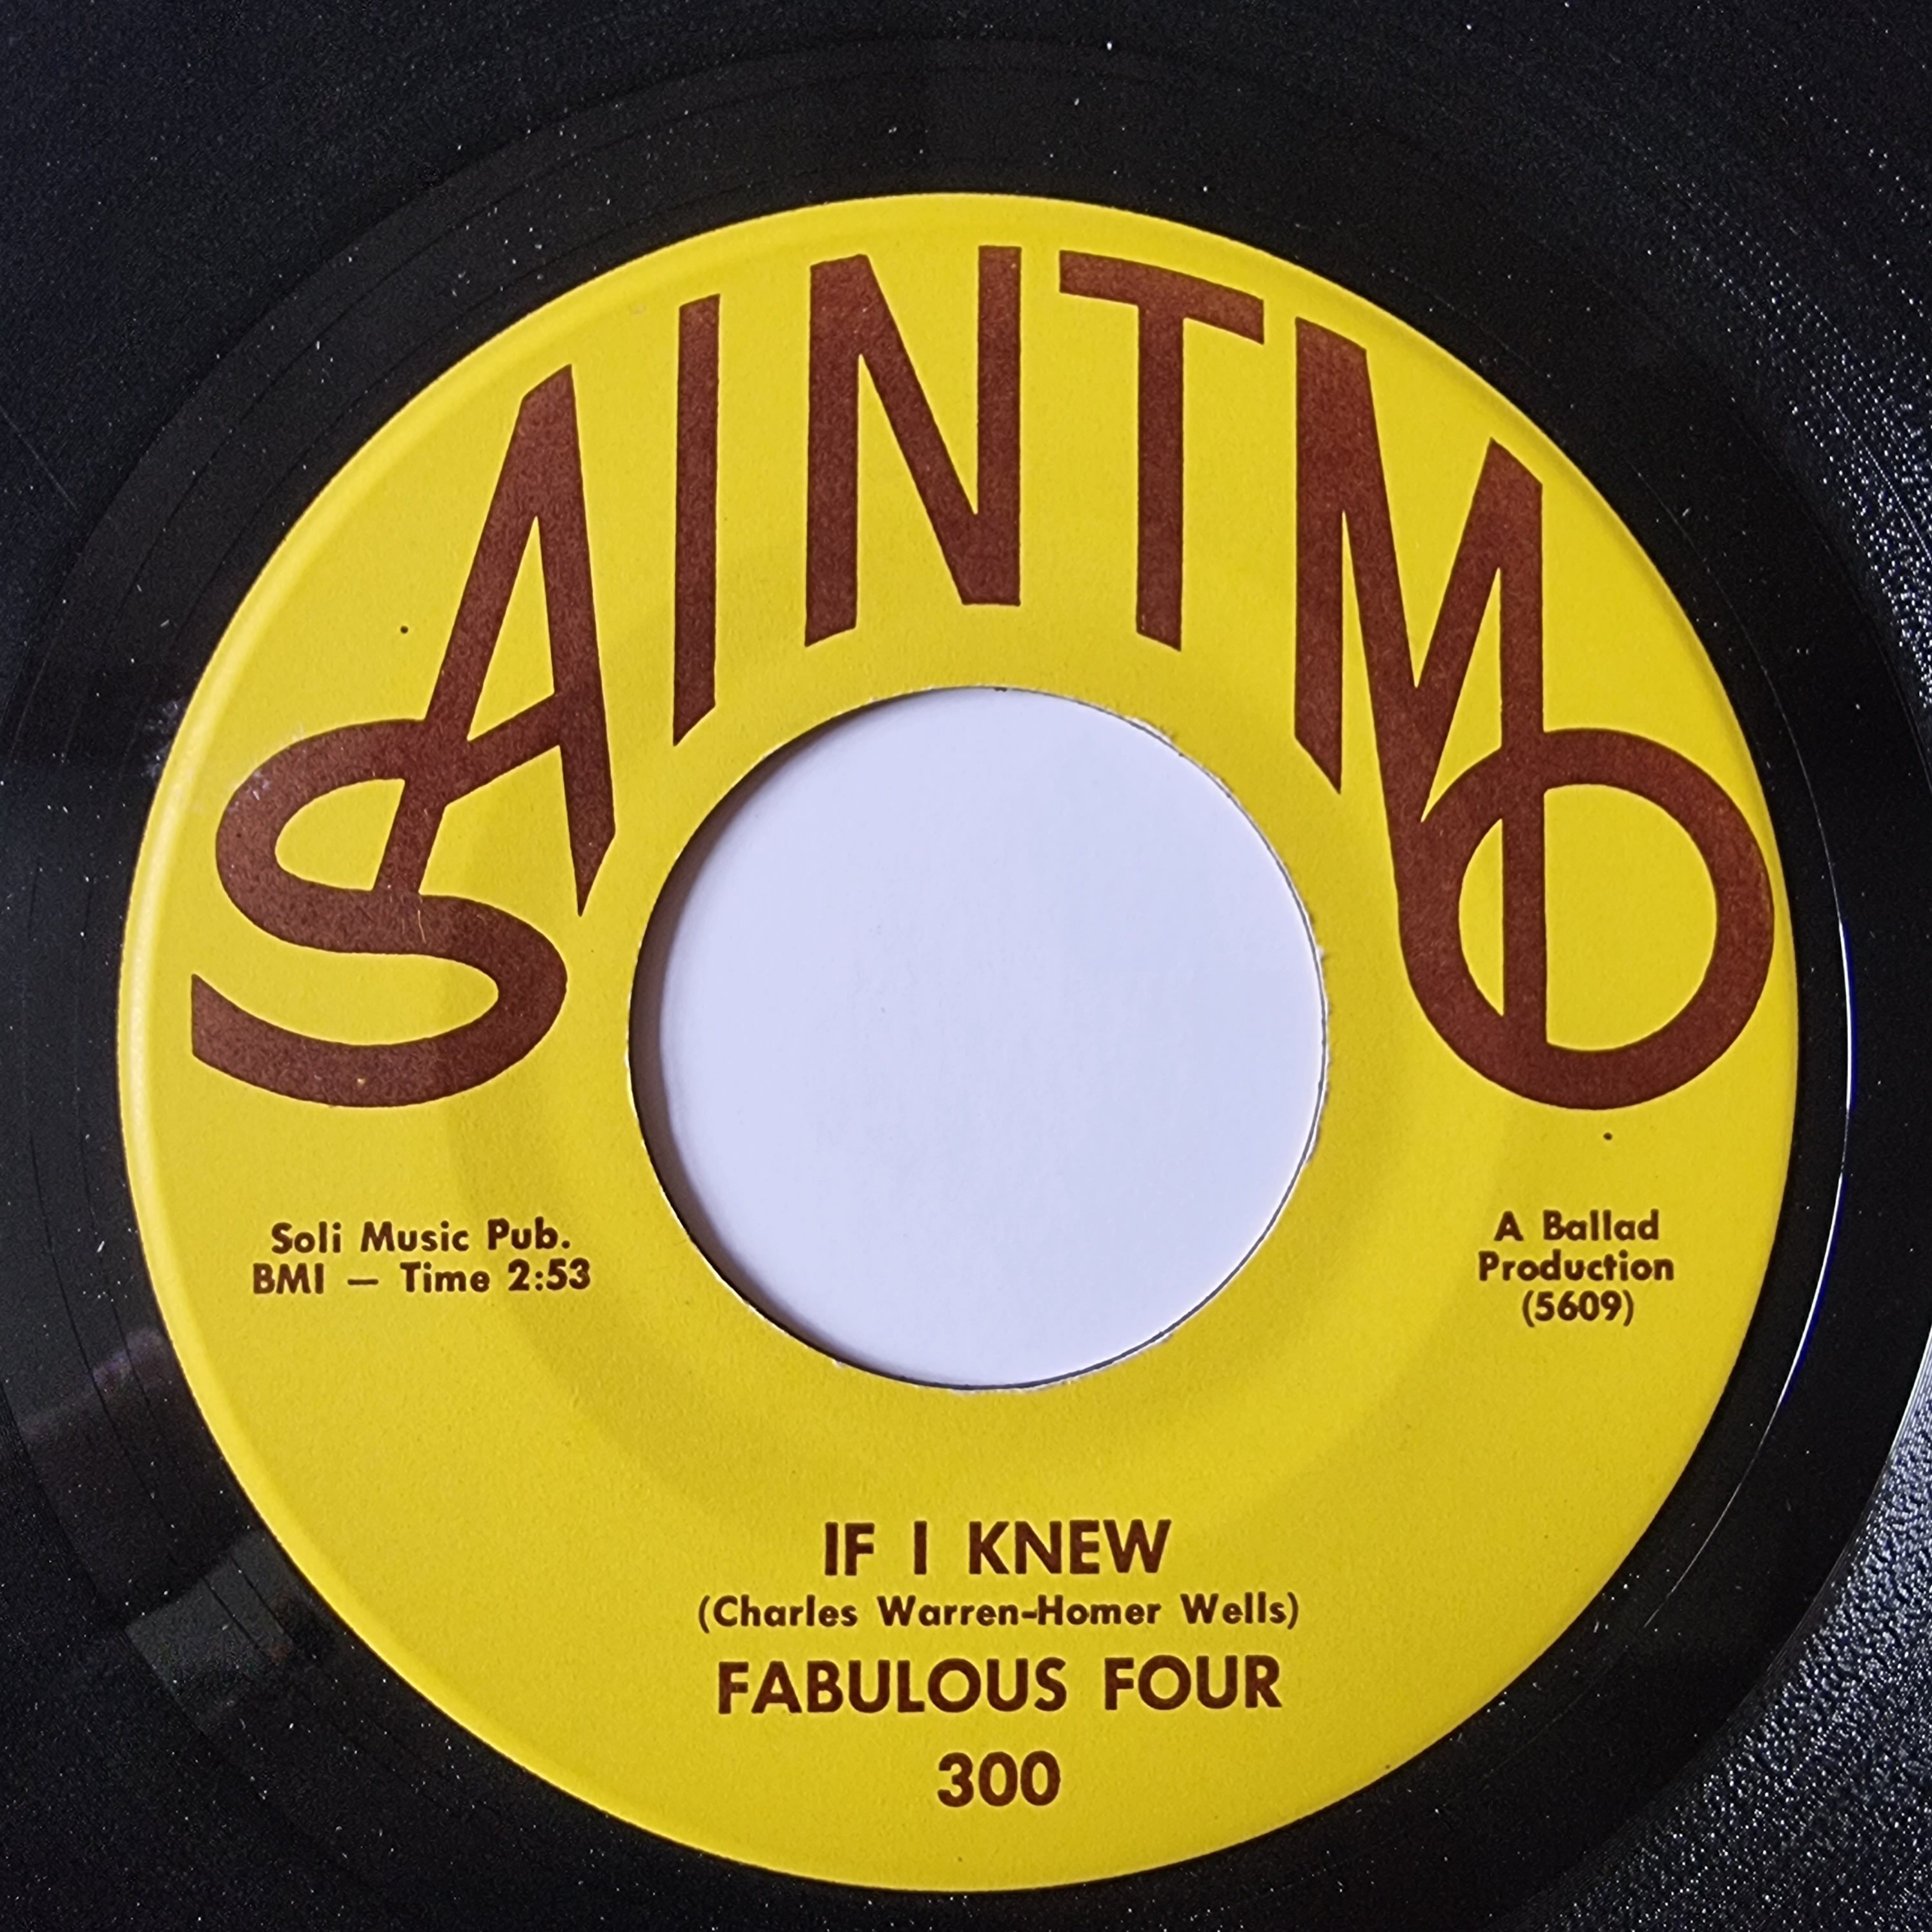 SAINTMO
Soli Music Pub.
BMI — Time 2:53
A Ballad
Production
(5609)
IF I KNEW
(Charles Warren-Homer Wells)
FABULOUS FOUR
300